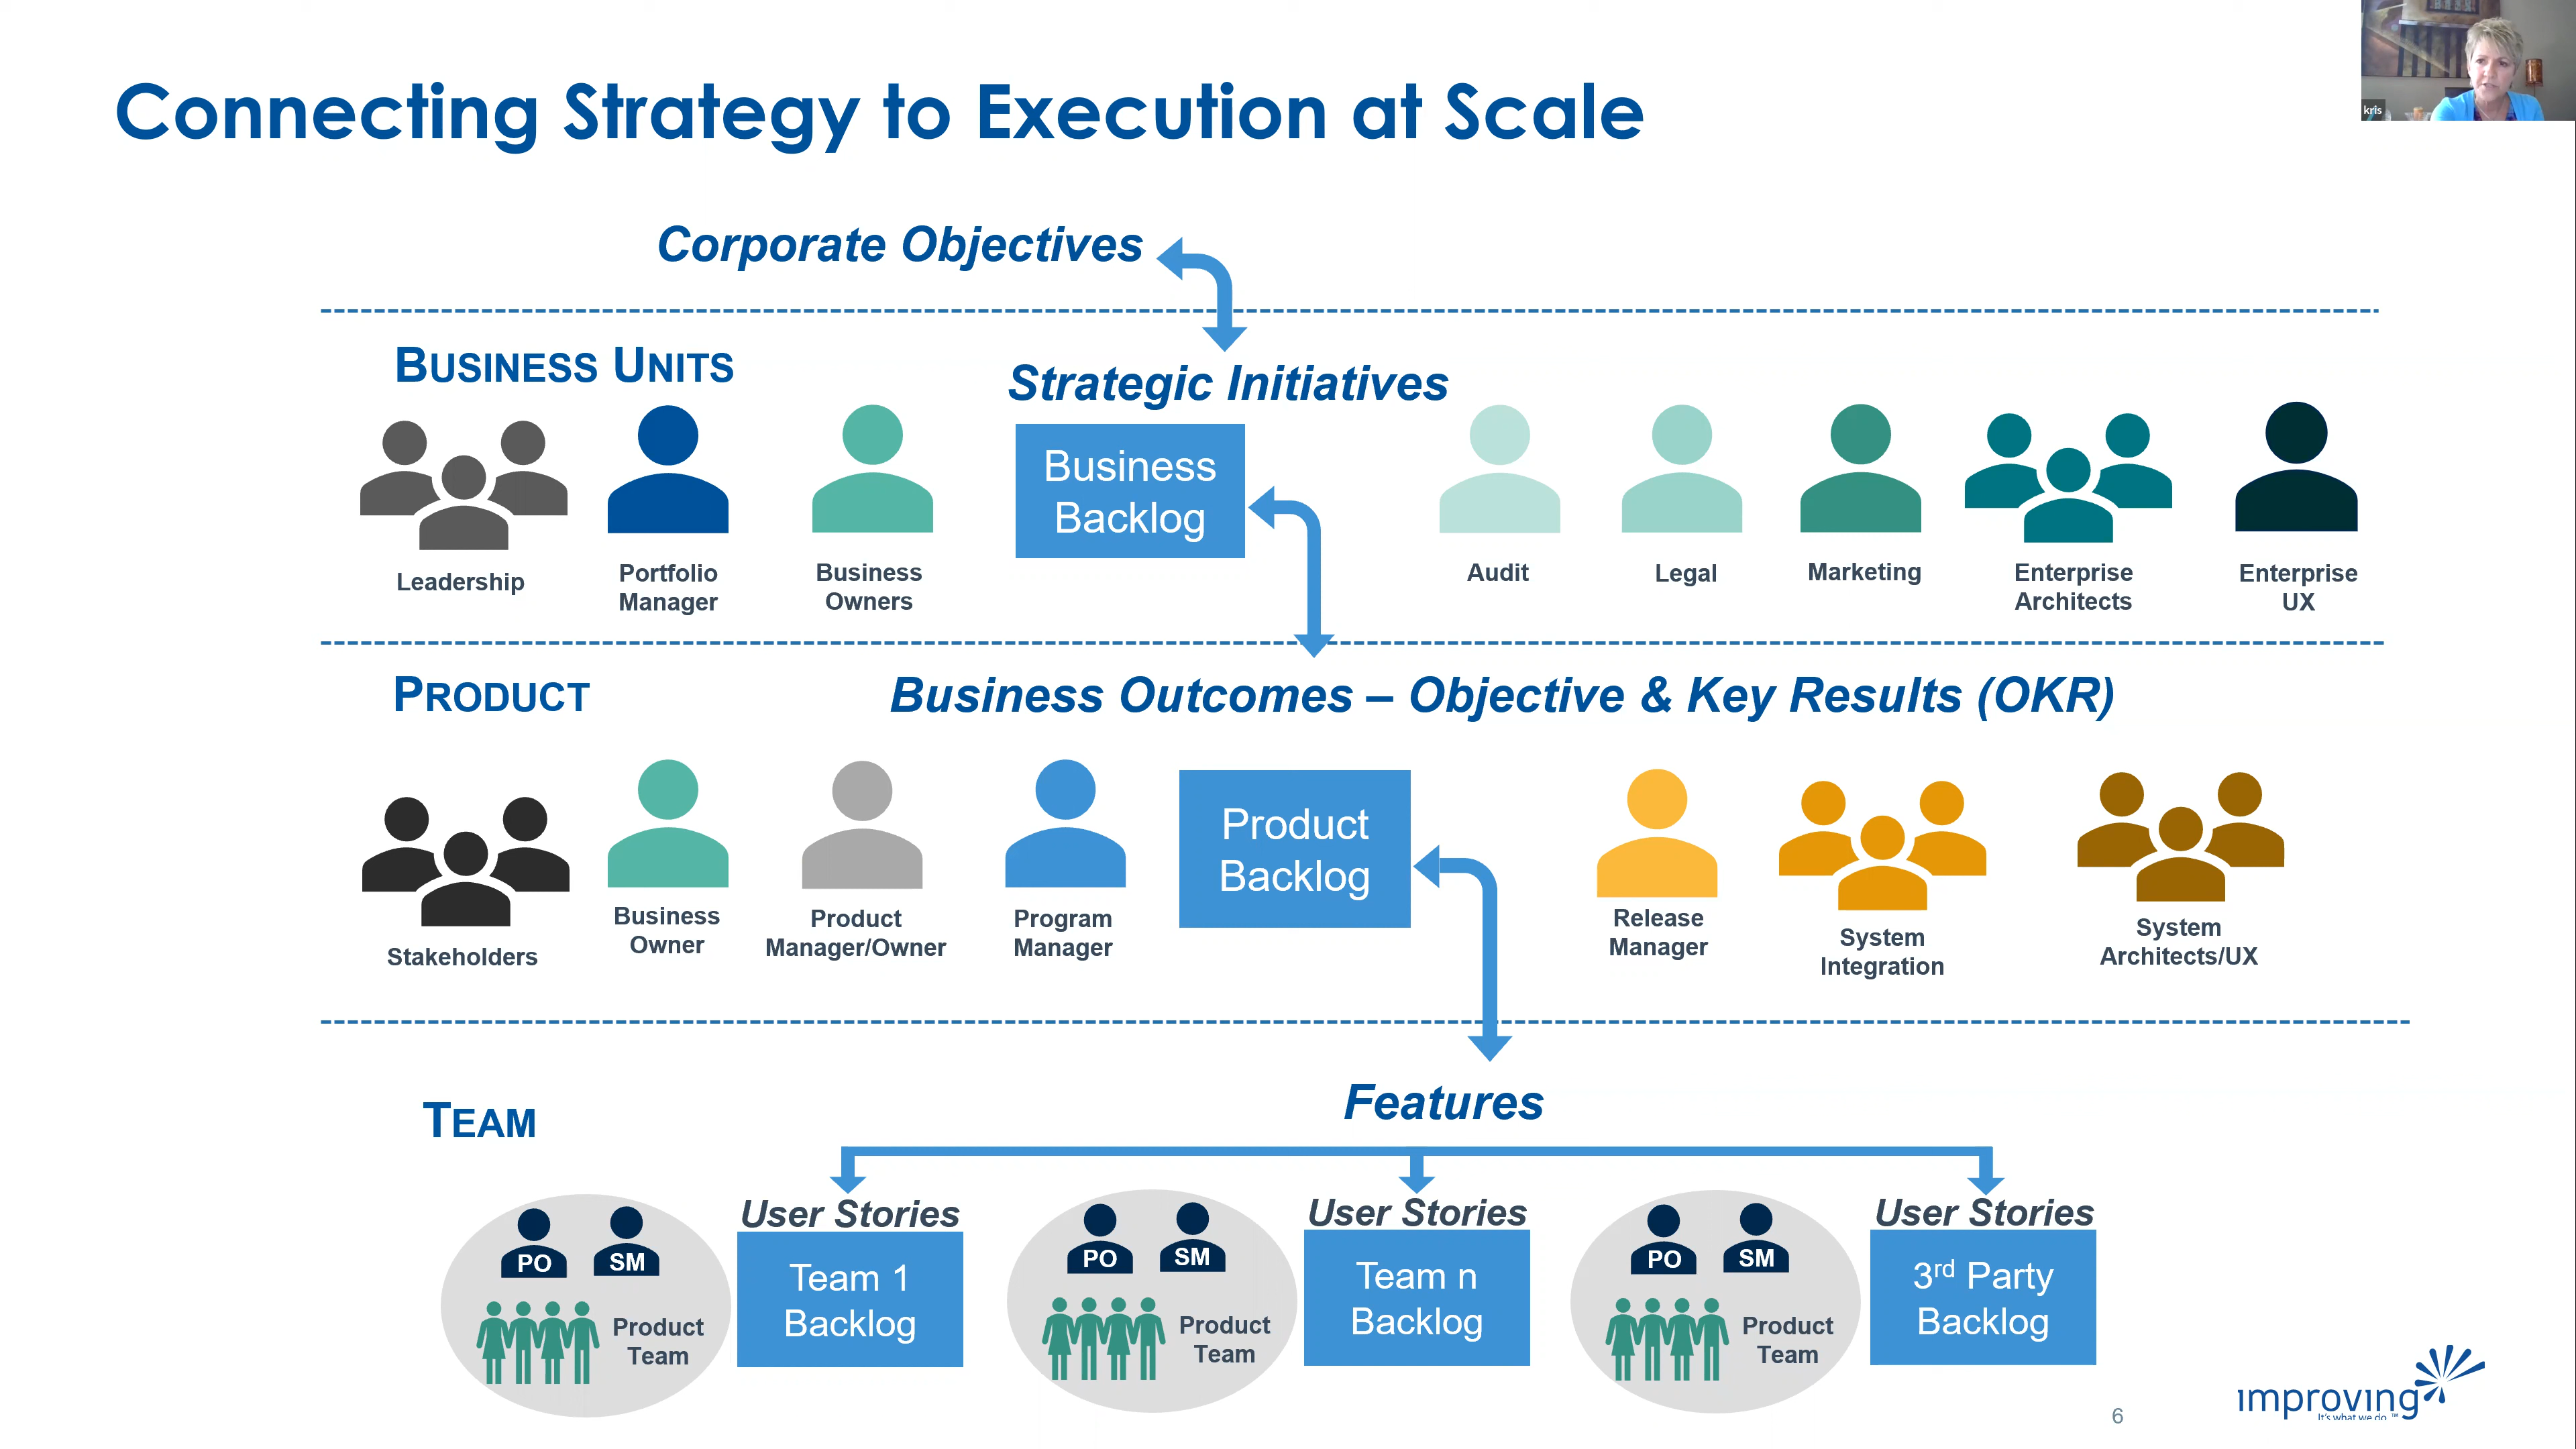 Connecting Strategy to Execution at Scale
kris
Corporate Objectives
BUSINESS UNITS
Strategic Initiatives
Business
Backlog
Leadership
Portfolio
Manager
Business
Owners
Audit
Legal
Marketing
Enterprise
Architects
Enterprise
UX
PRODUCT
Business Outcomes – Objective & Key Results (OKR)
Product
Backlog
Stakeholders
Business
Owner
Product
Manager/Owner
Program
Manager
Release
Manager
System
Integration
System
Architects/UX
TEAM
Features
PO
SM
Product
Team
User Stories
Team 1
Backlog
PO
SM
Product
Team
User Stories
Team n
Backlog
PO
SM
Product
Team
User Stories
3rd Party
Backlog
6
improving
It's what we do.™